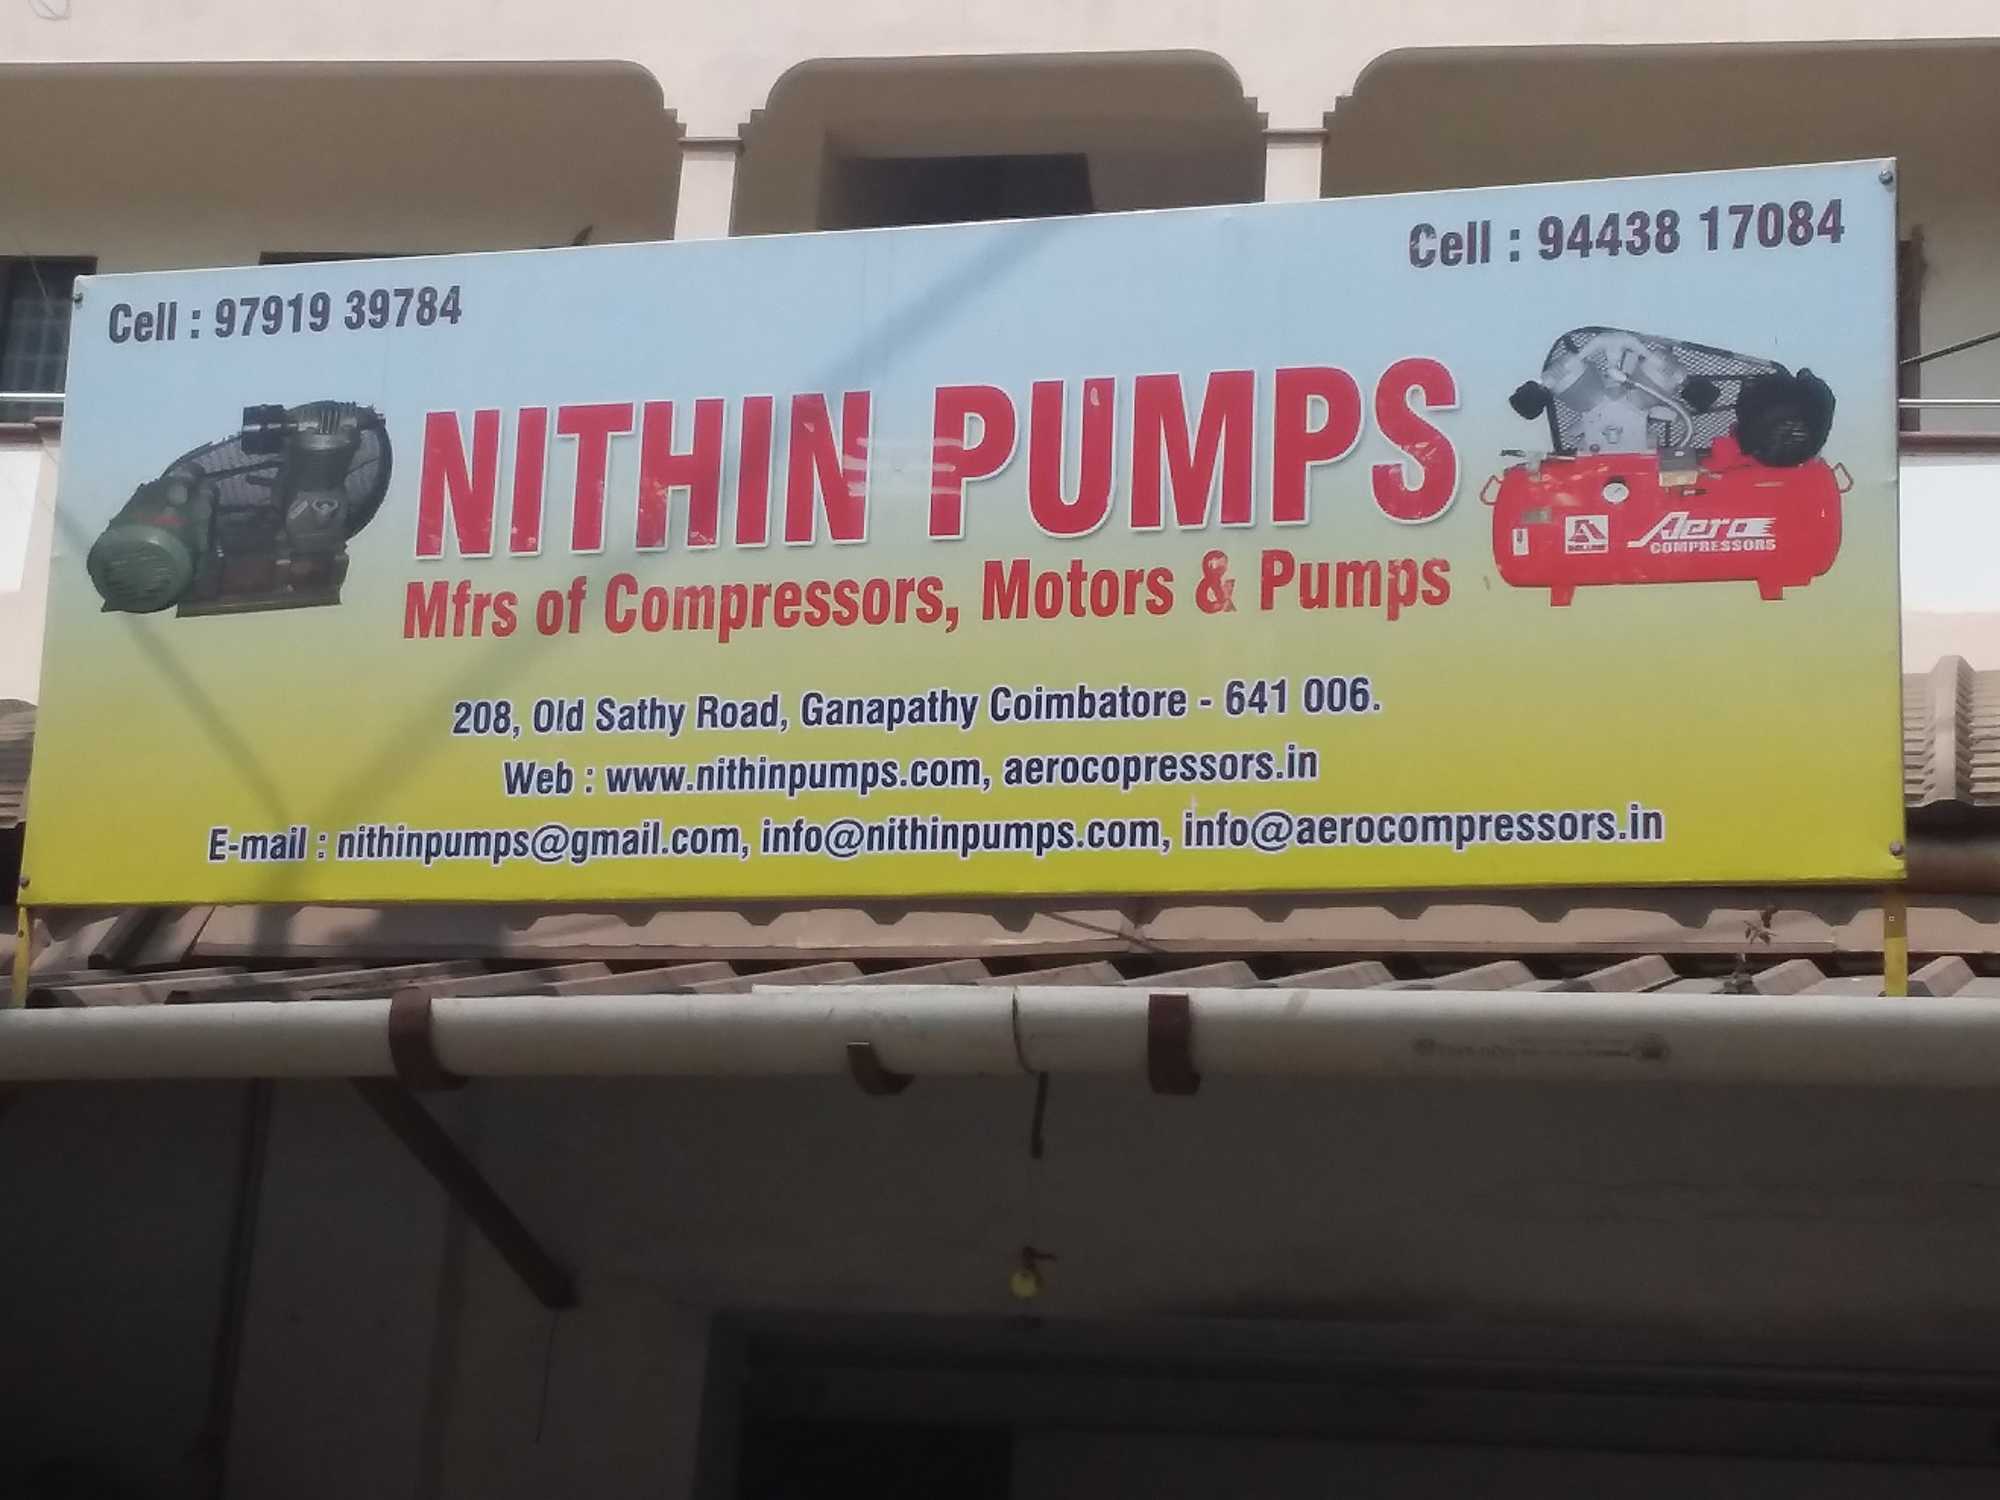 Cell : 97919 39784
Cell : 94438 17084
NITHIN PUMPS
Mfrs of Compressors, Motors & Pumps
Aero
COMPRESSORS
208, Old Sathy Road, Ganapathy Coimbatore - 641 006.
Web : www.nithinpumps.com, aerocopressors.in
E-mail : nithinpumps@gmail.com, info@nithinpumps.com, info@aerocompressors.in